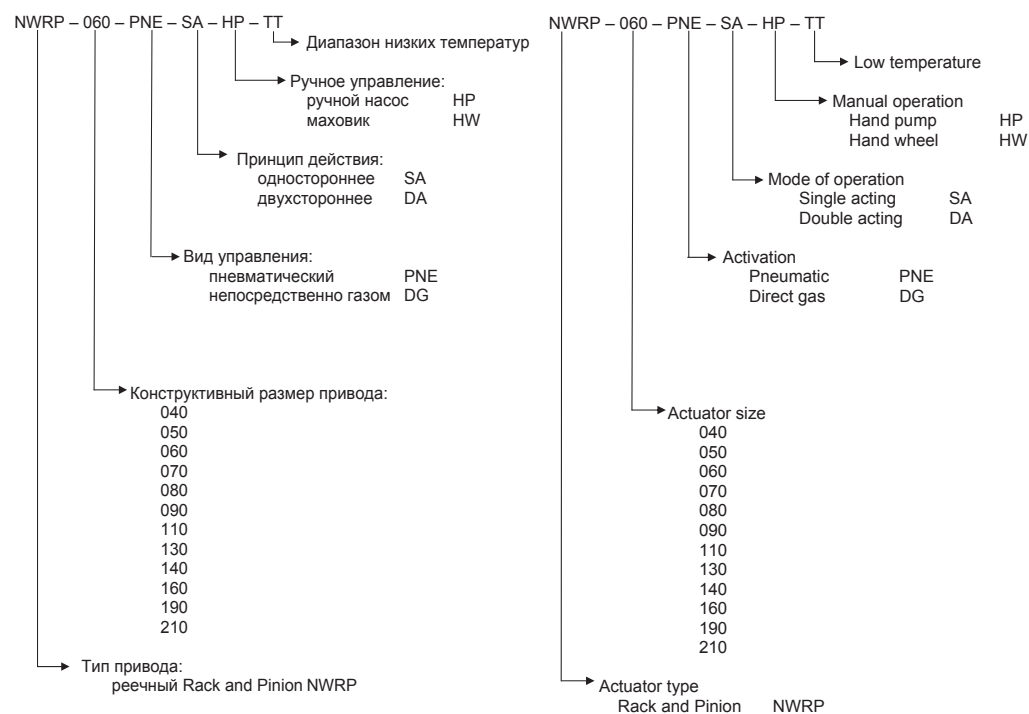 NWRP – 060 – PNE – SA – HP – TT
Диапазон низких температур
Ручное управление:
ручной насос HP
маховик HW
Принцип действия:
одностороннее SA
двухстороннее DA
Вид управления:
пневматический PNE
непосредственно газом DG
Конструктивный размер привода:
040
050
060
070
080
090
110
130
140
160
190
210
Тип привода:
реечный Rack and Pinion NWRP
NWRP – 060 – PNE – SA – HP – TT
Low temperature
Manual operation
Hand pump HP
Hand wheel HW
Mode of operation
Single acting SA
Double acting DA
Activation
Pneumatic PNE
Direct gas DG
Actuator size
040
050
060
070
080
090
110
130
140
160
190
210
Actuator type
Rack and Pinion NWRP